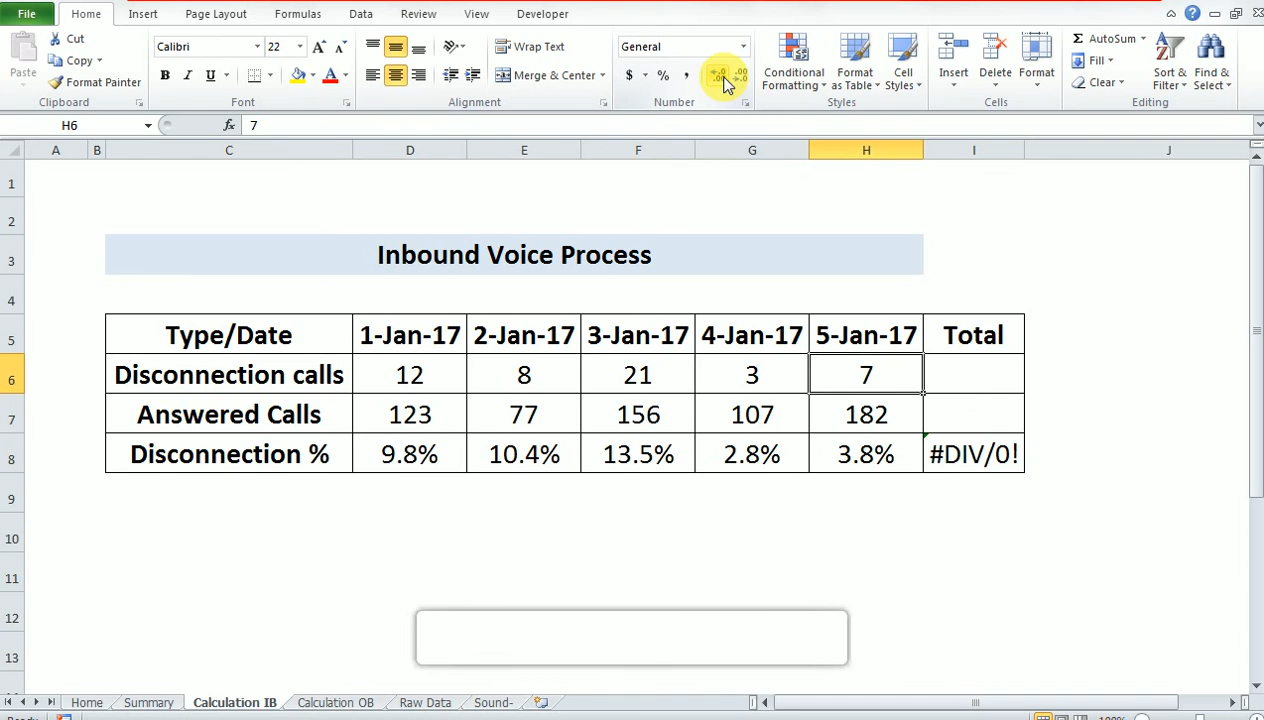 File Home Insert Page Layout Formulas Data Review View Developer
Cut Calibri 22 Wrap Text General AutoSum
Copy Fill
Paste Format Painter B I U Merge & Center $ % , Conditional Formatting Format as Table Cell Styles Insert Delete Format Clear Sort & Filter Find & Select
Clipboard Font Alignment Number Styles Cells Editing
H6 fx 7
A B C D E F G H I J
1
2
3 Inbound Voice Process
4
5 Type/Date 1-Jan-17 2-Jan-17 3-Jan-17 4-Jan-17 5-Jan-17 Total
6 Disconnection calls 12 8 21 3 7
7 Answered Calls 123 77 156 107 182
8 Disconnection % 9.8% 10.4% 13.5% 2.8% 3.8% #DIV/0!
9
10
11
12
13
Home Summary Calculation IB Calculation OB Raw Data Sound-